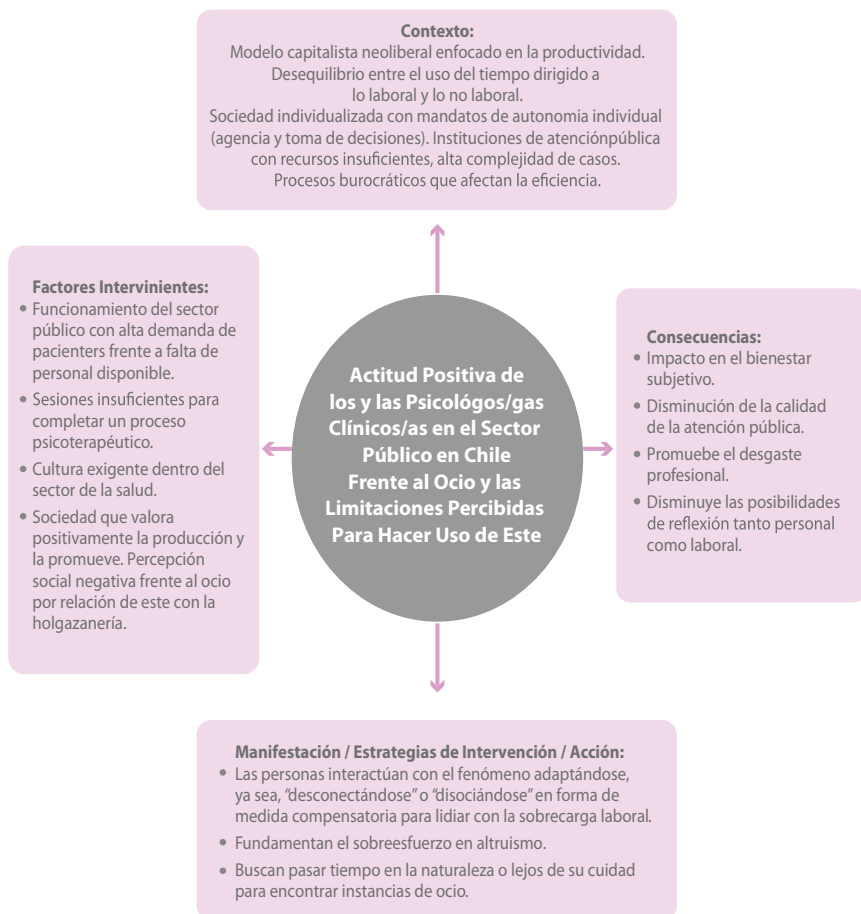 Contexto:
Modelo capitalista neoliberal enfocado en la productividad.
Desequilibrio entre el uso del tiempo dirigido a
lo laboral y lo no laboral.
Sociedad individualizada con mandatos de autonomia individual
(agencia y toma de decisiones). Instituciones de atenciónpública
con recursos insuficientes, alta complejidad de casos.
Procesos burocráticos que afectan la eficiencia.
Factores Intervinientes:
• Funcionamiento del sector
público con alta demanda de
pacienters frente a falta de
personal disponible.
• Sesiones insuficientes para
completar un proceso
psicoterapéutico.
• Cultura exigente dentro del
sector de la salud.
• Sociedad que valora
positivamente la producción y
la promueve. Percepción
social negativa frente al ocio
por relación de este con la
holgazanería.
Actitud Positiva de
los y las Psicológos/gas
Clínicos/as en el Sector
Público en Chile
Frente al Ocio y las
Limitaciones Percibidas
Para Hacer Uso de Este
Consecuencias:
• Impacto en el bienestar
subjetivo.
• Disminución de la calidad
de la atención pública.
• Promuebe el desgaste
profesional.
• Disminuye las posibilidades
de reflexión tanto personal
como laboral.
Manifestación / Estrategias de Intervención / Acción:
• Las personas interactúan con el fenómeno adaptándose,
ya sea, “desconectándose” o “disociándose” en forma de
medida compensatoria para lidiar con la sobrecarga laboral.
• Fundamentan el sobreesfuerzo en altruismo.
• Buscan pasar tiempo en la naturaleza o lejos de su cuidad
para encontrar instancias de ocio.